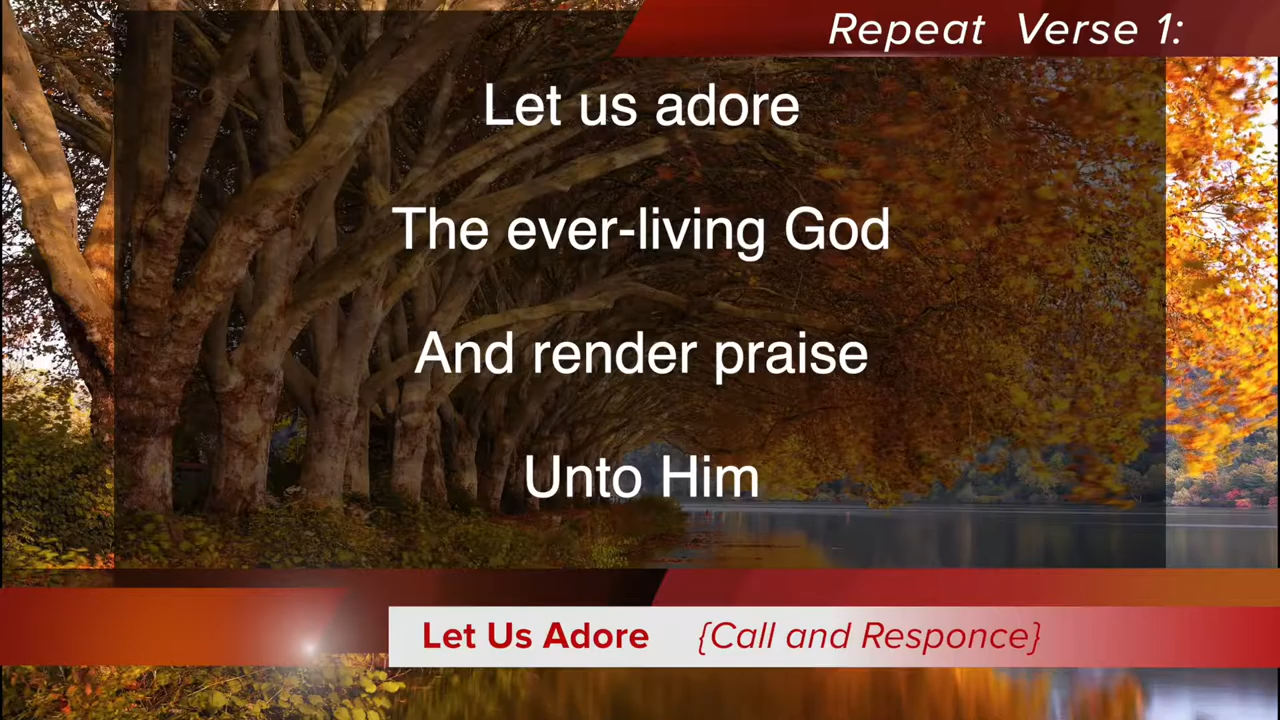 Repeat Verse 1:
Let us adore
The ever-living God
And render praise
Unto Him
Let Us Adore {Call and Responce}